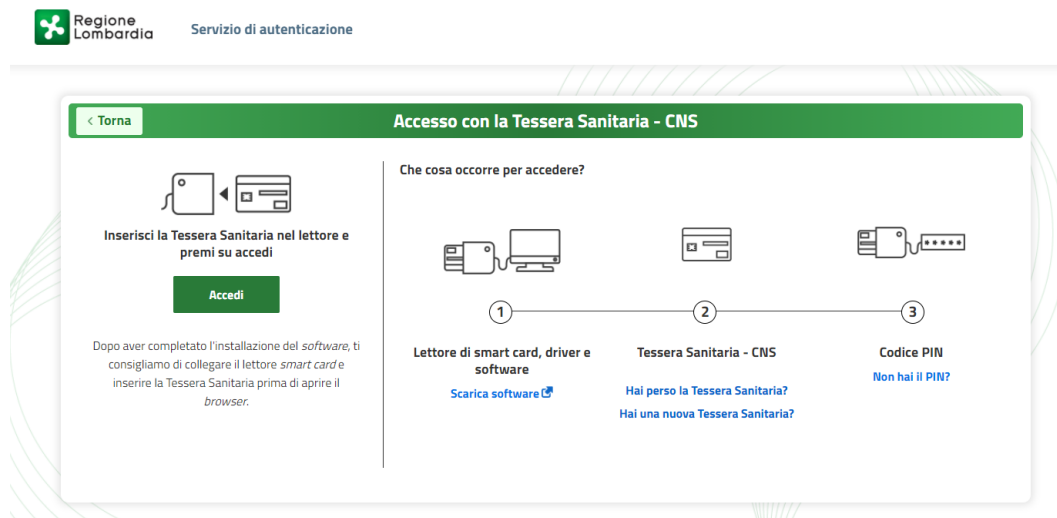 Regione
Lombardia
Servizio di autenticazione
< Torna
Accesso con la Tessera Sanitaria - CNS
Inserisci la Tessera Sanitaria nel lettore e
premi su accedi
Accedi
Dopo aver completato l'installazione del software, ti
consigliamo di collegare il lettore smart card e
inserire la Tessera Sanitaria prima di aprire il
browser.
Che cosa occorre per accedere?
1
Lettore di smart card, driver e
software
Scarica software
2
Tessera Sanitaria - CNS
Hai perso la Tessera Sanitaria?
Hai una nuova Tessera Sanitaria?
3
Codice PIN
Non hai il PIN?